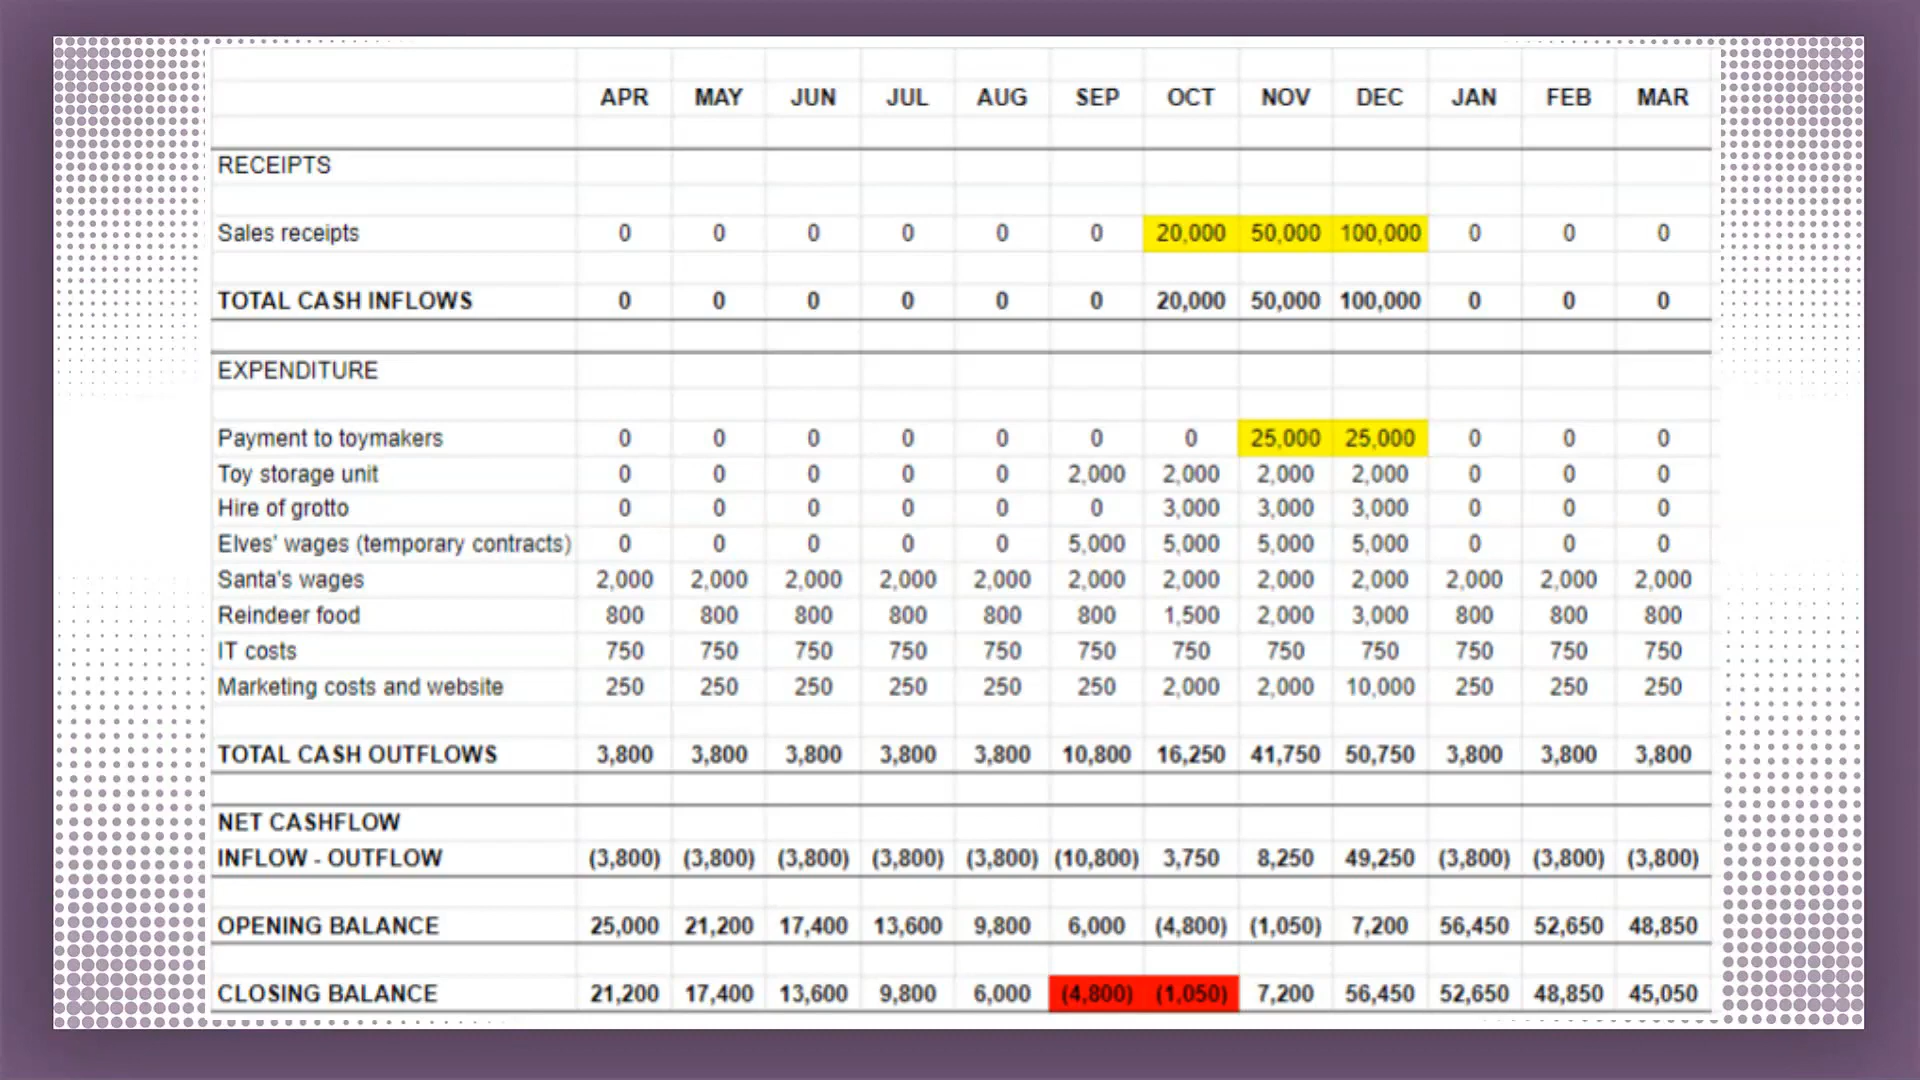 APR MAY JUN JUL AUG SEP OCT NOV DEC JAN FEB MAR
RECEIPTS
Sales receipts 0 0 0 0 0 0 20,000 50,000 100,000 0 0 0
TOTAL CASH INFLOWS 0 0 0 0 0 0 20,000 50,000 100,000 0 0 0
EXPENDITURE
Payment to toymakers 0 0 0 0 0 0 0 25,000 25,000 0 0 0
Toy storage unit 0 0 0 0 0 2,000 2,000 2,000 2,000 0 0 0
Hire of grotto 0 0 0 0 0 0 3,000 3,000 3,000 0 0 0
Elves' wages (temporary contracts) 0 0 0 0 0 5,000 5,000 5,000 5,000 0 0 0
Santa's wages 2,000 2,000 2,000 2,000 2,000 2,000 2,000 2,000 2,000 2,000 2,000 2,000
Reindeer food 800 800 800 800 800 800 1,500 2,000 3,000 800 800 800
IT costs 750 750 750 750 750 750 750 750 750 750 750 750
Marketing costs and website 250 250 250 250 250 250 2,000 2,000 10,000 250 250 250
TOTAL CASH OUTFLOWS 3,800 3,800 3,800 3,800 3,800 10,800 16,250 41,750 50,750 3,800 3,800 3,800
NET CASHFLOW
INFLOW - OUTFLOW (3,800) (3,800) (3,800) (3,800) (3,800) (10,800) 3,750 8,250 49,250 (3,800) (3,800) (3,800)
OPENING BALANCE 25,000 21,200 17,400 13,600 9,800 6,000 (4,800) (1,050) 7,200 56,450 52,650 48,850
CLOSING BALANCE 21,200 17,400 13,600 9,800 6,000 (4,800) (1,050) 7,200 56,450 52,650 48,850 45,050